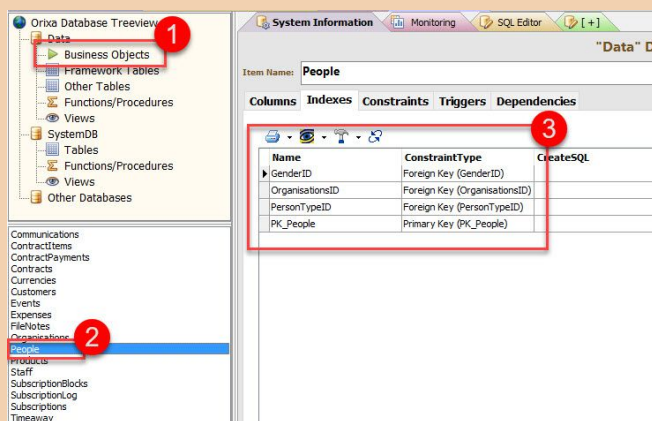 Orixa Database Treeview
Data
1
Business Objects
Framework Tables
Other Tables
Functions/Procedures
Views
SystemDB
Tables
Functions/Procedures
Views
Other Databases
Communications
ContractItems
ContractPayments
Contracts
Currencies
Customers
Events
Expenses
FileNotes
Organisations
2
People
Products
Staff
SubscriptionBlocks
SubscriptionLog
Subscriptions
Timeaway
System Information Monitoring SQL Editor [+]
"Data" D
Item Name: People
Columns Indexes Constraints Triggers Dependencies
3
Name ConstraintType CreateSQL
GenderID Foreign Key (GenderID)
OrganisationsID Foreign Key (OrganisationsID)
PersonTypeID Foreign Key (PersonTypeID)
PK_People Primary Key (PK_People)